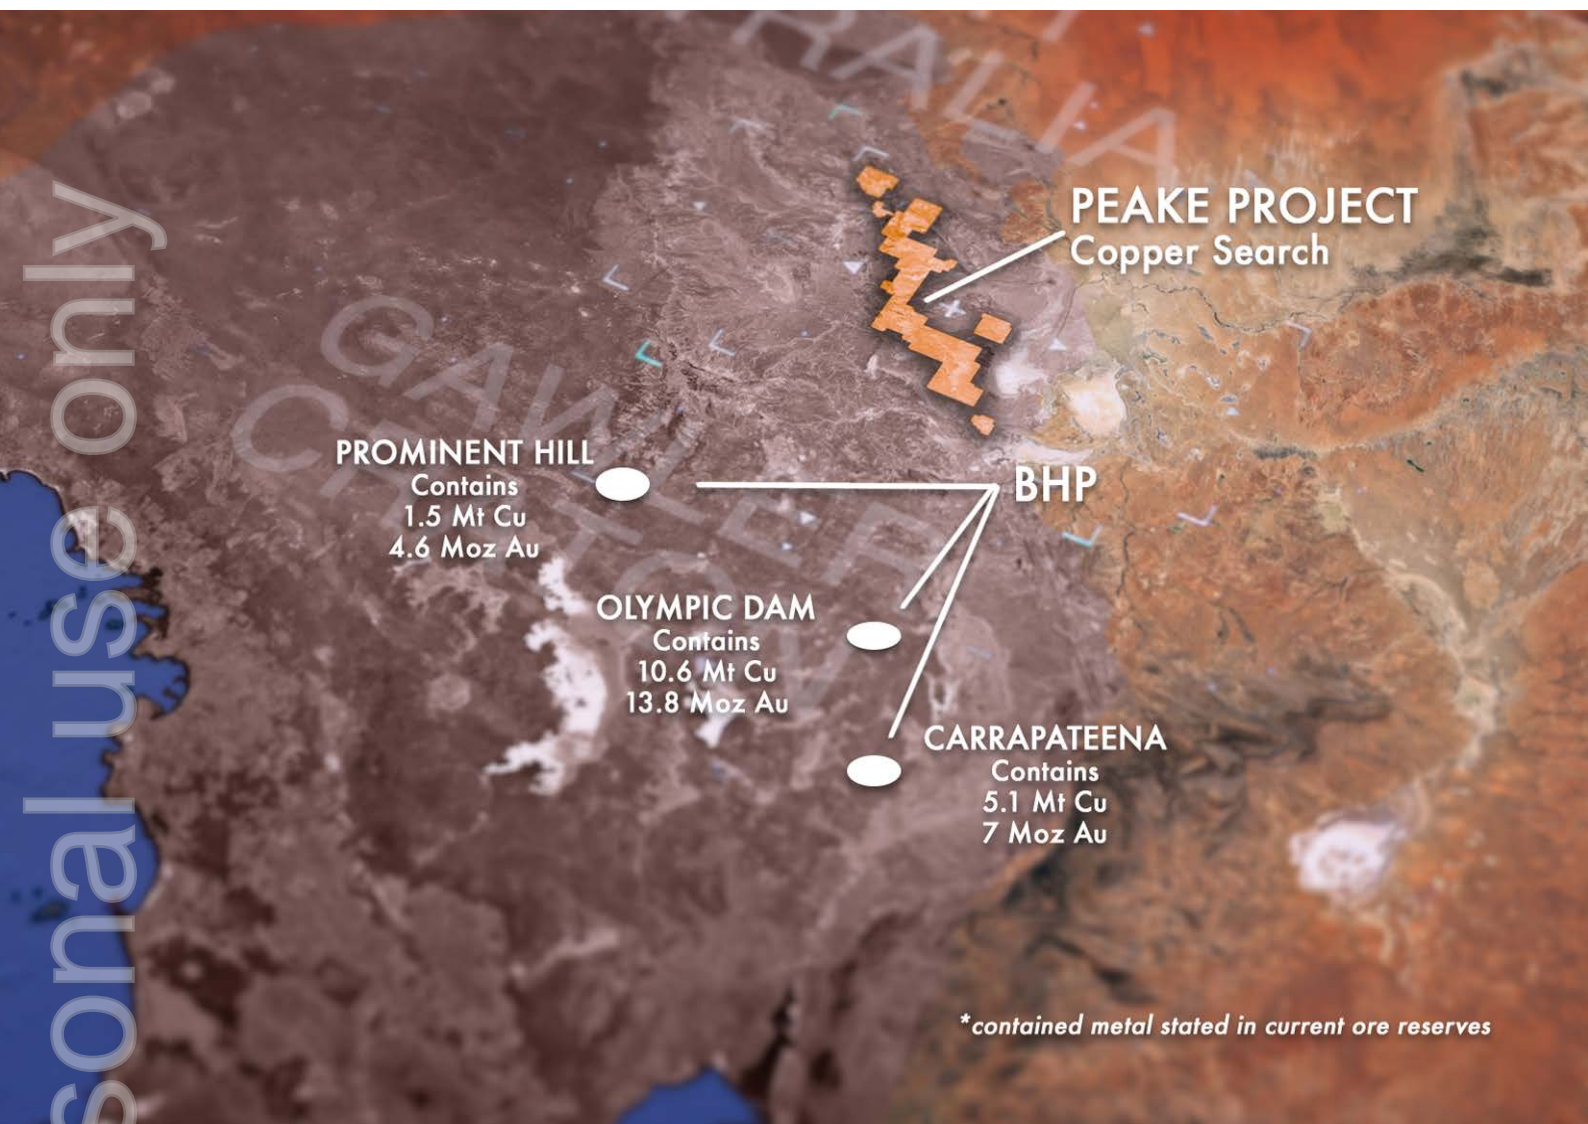 RALIA
PEAKE PROJECT
Copper Search
GAWLER
CRATON
PROMINENT HILL
Contains
1.5 Mt Cu
4.6 Moz Au
BHP
OLYMPIC DAM
Contains
10.6 Mt Cu
13.8 Moz Au
CARRAPATEENA
Contains
5.1 Mt Cu
7 Moz Au
*contained metal stated in current ore reserves
sonal use only